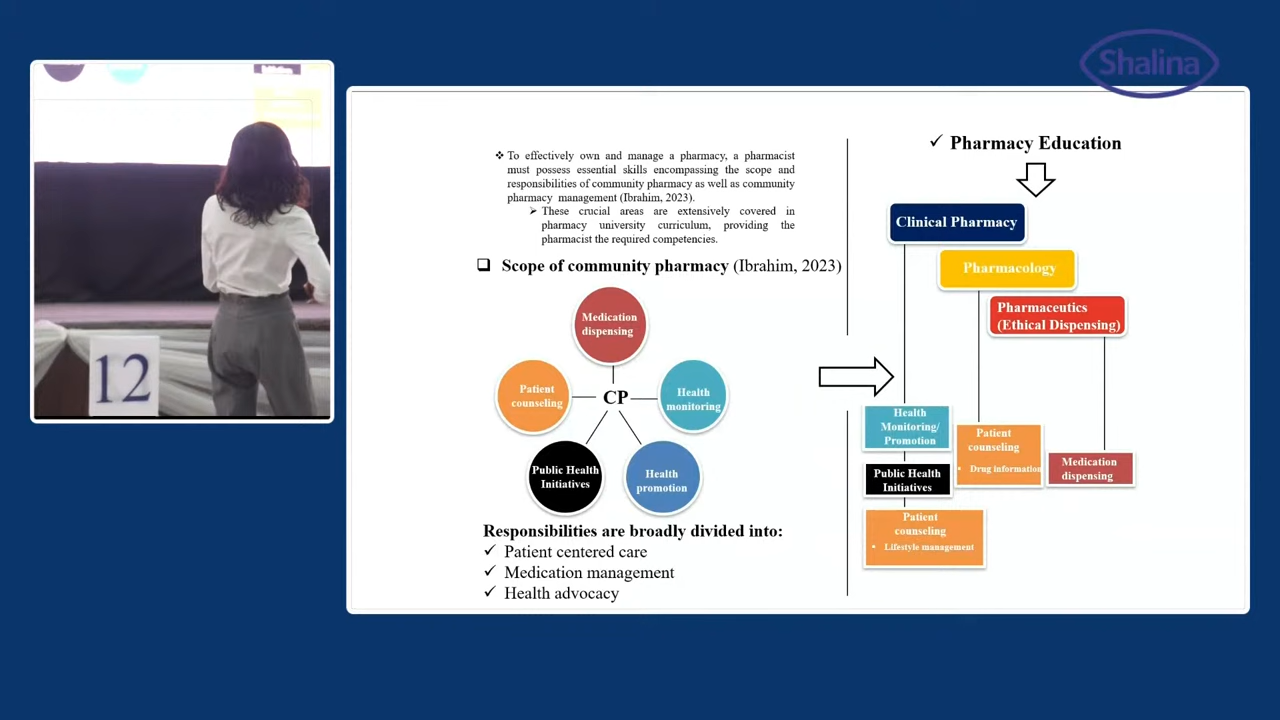 Shalina
12
❖ To effectively own and manage a pharmacy, a pharmacist
must possess essential skills encompassing the scope and
responsibilities of community pharmacy as well as community
pharmacy management (Ibrahim, 2023).
➢ These crucial areas are extensively covered in
pharmacy university curriculum, providing the
pharmacist the required competencies.
❑ Scope of community pharmacy (Ibrahim, 2023)
Medication
dispensing
Patient
counseling
CP
Health
monitoring
Public Health
Initiatives
Health
promotion
Responsibilities are broadly divided into:
✓ Patient centered care
✓ Medication management
✓ Health advocacy
✓ Pharmacy Education
Clinical Pharmacy
Pharmacology
Pharmaceutics
(Ethical Dispensing)
Health
Monitoring/
Promotion
Patient
counseling
• Drug information
Medication
dispensing
Public Health
Initiatives
Patient
counseling
• Lifestyle management